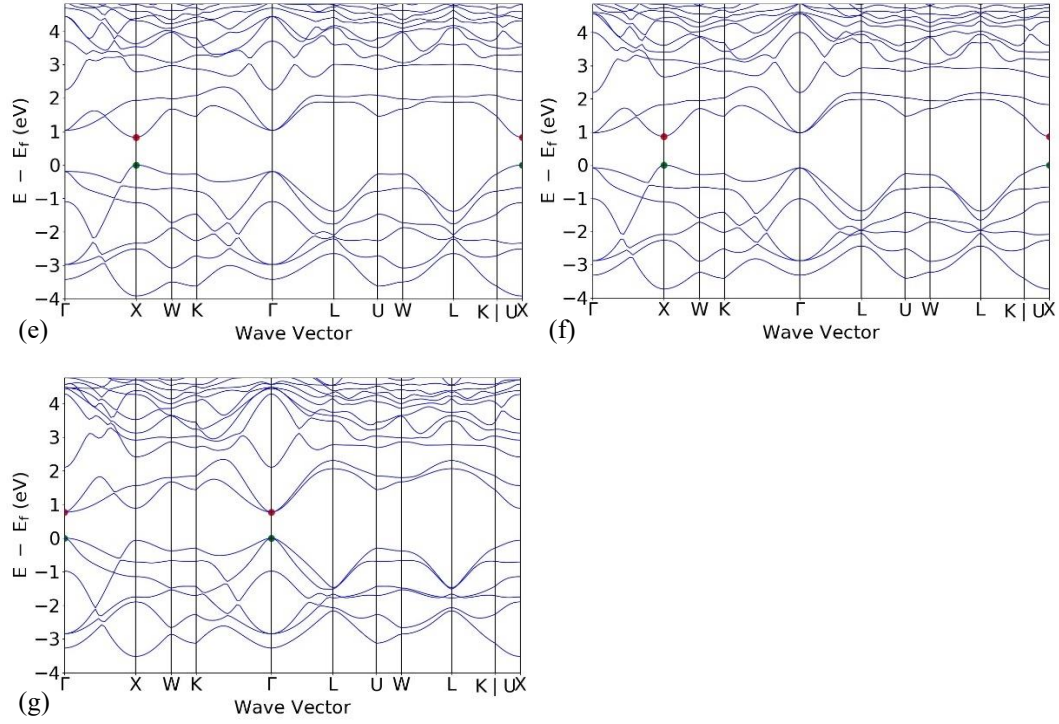 E − E_f (eV)
4
3
2
1
0
−1
−2
−3
−4
Γ X W K Γ L U W L K | U X
Wave Vector
(e)
E − E_f (eV)
4
3
2
1
0
−1
−2
−3
−4
Γ X W K Γ L U W L K | U X
Wave Vector
(f)
E − E_f (eV)
4
3
2
1
0
−1
−2
−3
−4
Γ X W K Γ L U W L K | U X
Wave Vector
(g)